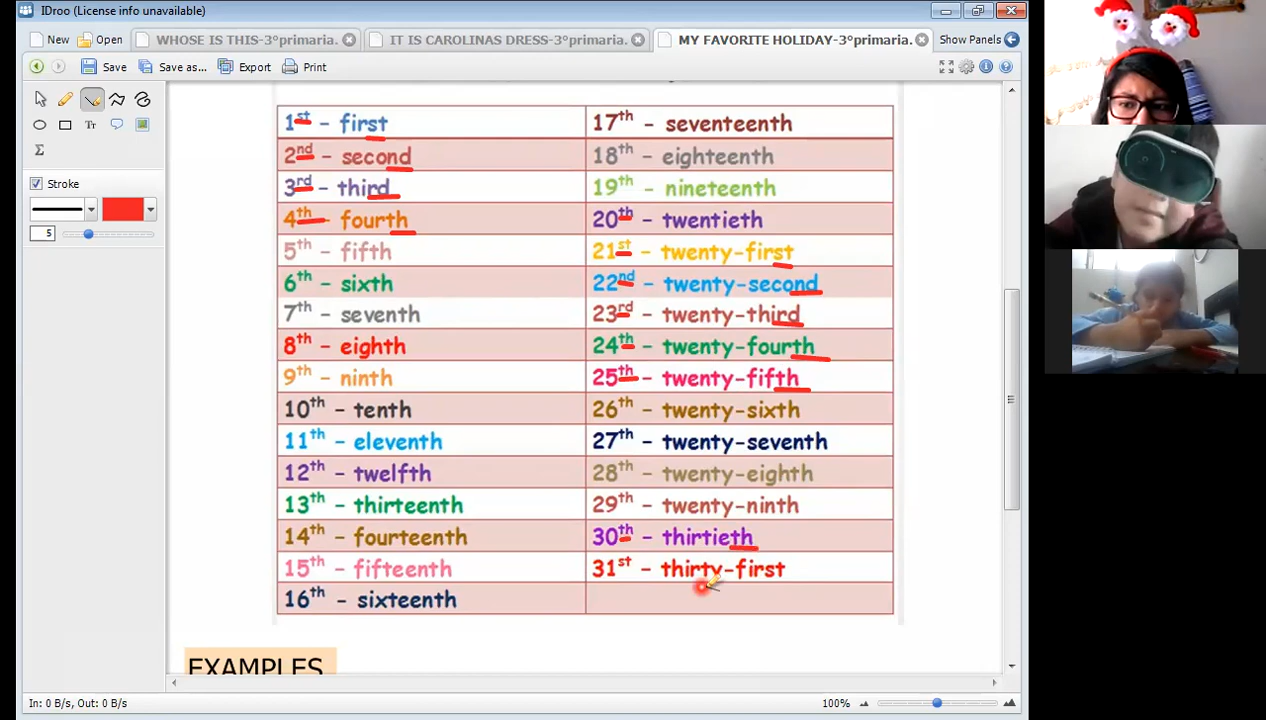 IDroo (License info unavailable)
New Open WHOSE IS THIS-3°primaria. IT IS CAROLINAS DRESS-3°primaria. MY FAVORITE HOLIDAY-3°primaria. Show Panels
Save Save as... Export Print
Stroke
5
1st - first
2nd - second
3rd - third
4th - fourth
5th - fifth
6th - sixth
7th - seventh
8th - eighth
9th - ninth
10th - tenth
11th - eleventh
12th - twelfth
13th - thirteenth
14th - fourteenth
15th - fifteenth
16th - sixteenth
17th - seventeenth
18th - eighteenth
19th - nineteenth
20th - twentieth
21st - twenty-first
22nd - twenty-second
23rd - twenty-third
24th - twenty-fourth
25th - twenty-fifth
26th - twenty-sixth
27th - twenty-seventh
28th - twenty-eighth
29th - twenty-ninth
30th - thirtieth
31st - thirty-first
EXAMPLES
In: 0 B/s, Out: 0 B/s 100%